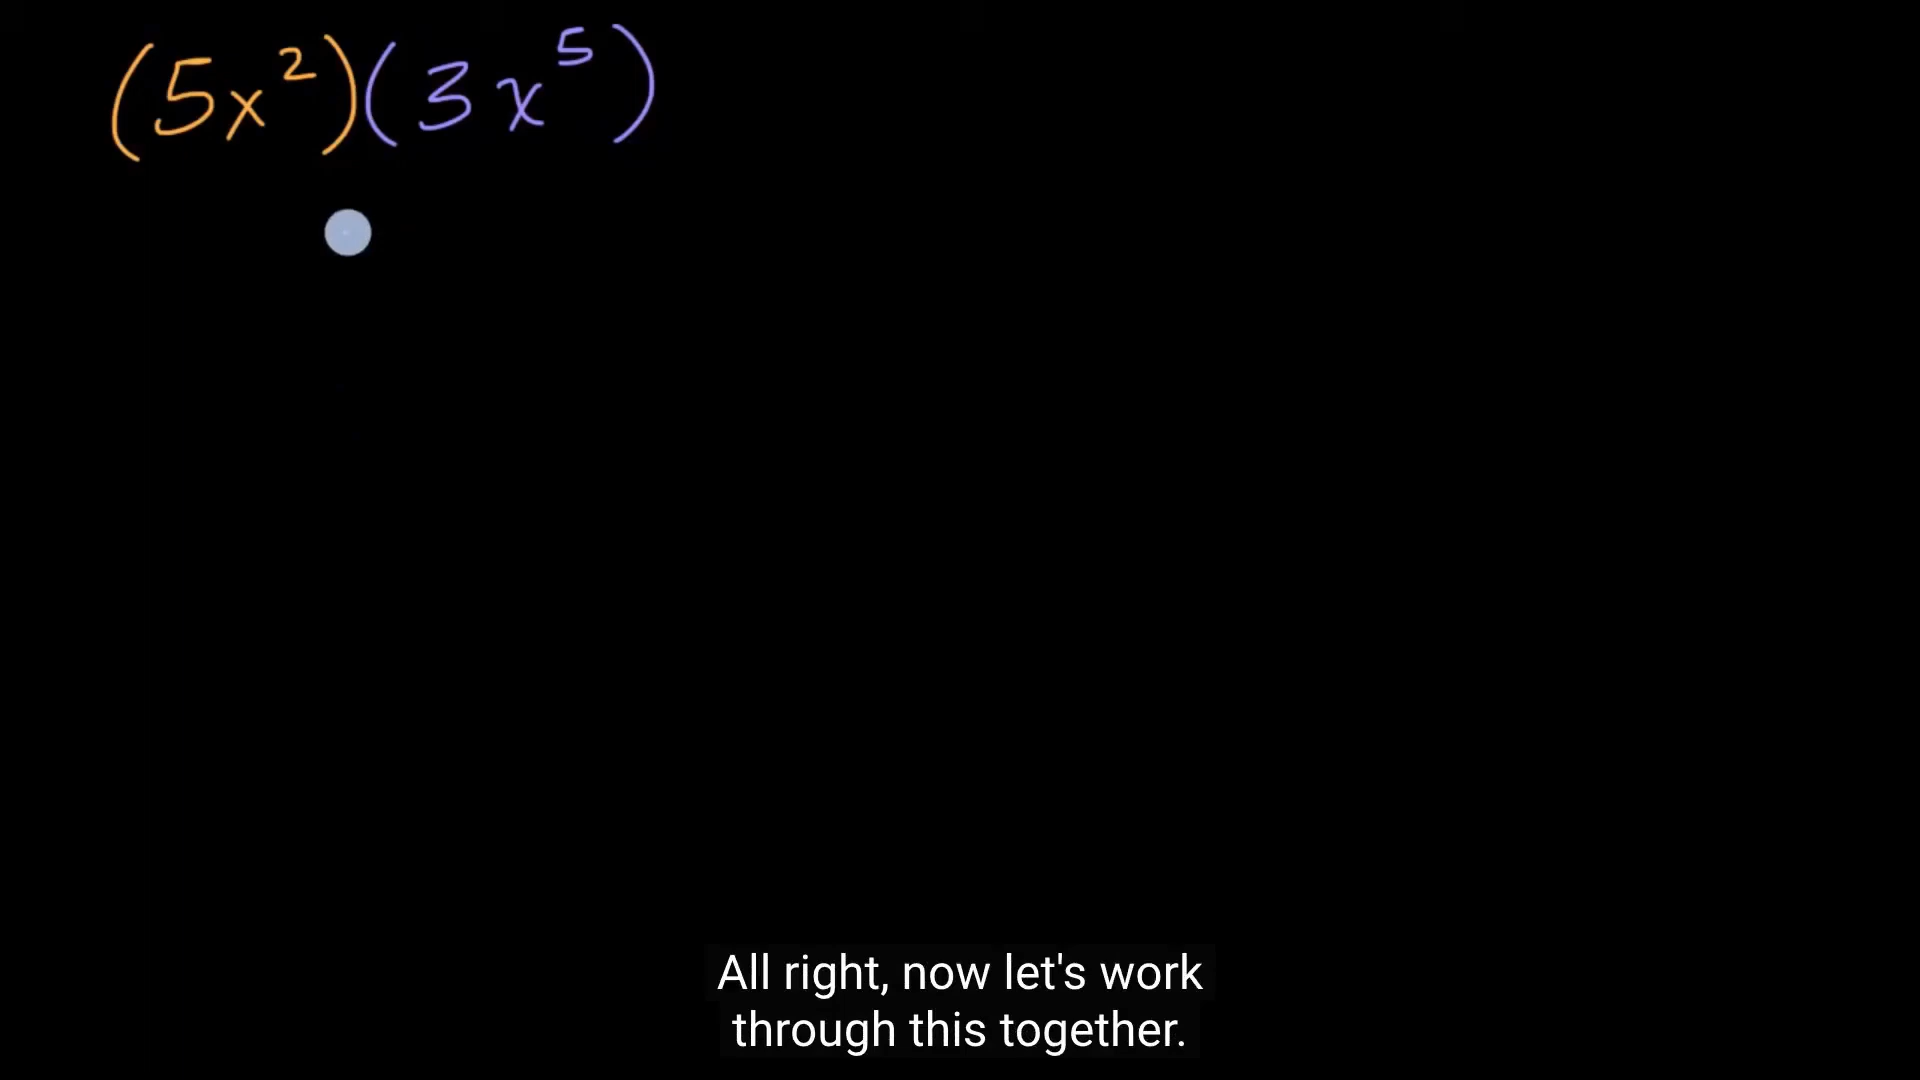 (5x²)(3x⁵)
All right, now let's work
through this together.